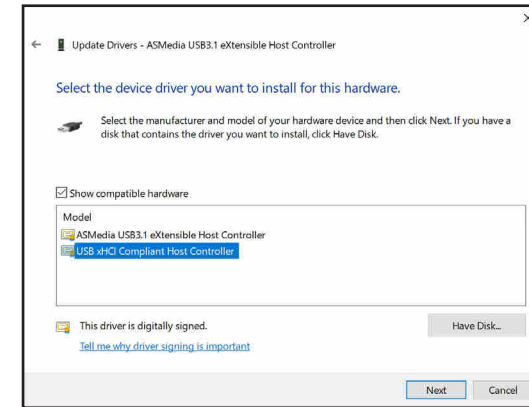 Update Drivers - ASMedia USB3.1 eXtensible Host Controller
Select the device driver you want to install for this hardware.
Select the manufacturer and model of your hardware device and then click Next. If you have a
disk that contains the driver you want to install, click Have Disk.
Show compatible hardware
Model
ASMedia USB3.1 eXtensible Host Controller
USB xHCI Compliant Host Controller
This driver is digitally signed.
Have Disk...
Tell me why driver signing is important
Next
Cancel